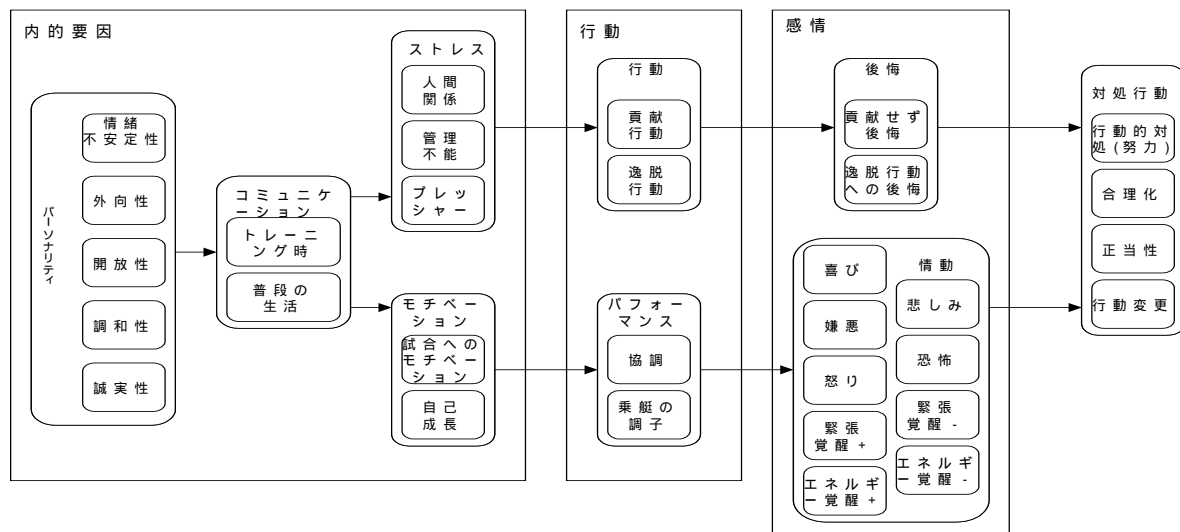 内的要因
パーソナリティ
情緒
不安定性
外向性
開放性
調和性
誠実性
コミュニケ
ーション
トレーニ
ング時
普段の
生活
ストレス
人間
関係
管理
不能
プレッ
シャー
モチベー
ション
試合への
モチベー
ション
自己
成長
行動
行動
貢献
行動
逸脱
行動
パフォー
マンス
協調
乗艇の
調子
感情
後悔
貢献せず
後悔
逸脱行動
への後悔
情動
喜び
嫌悪
怒り
緊張
覚醒+
エネルギ
ー覚醒+
悲しみ
恐怖
緊張
覚醒-
エネルギ
ー覚醒-
対処行動
行動的対
処(努力)
合理化
正当性
行動変更